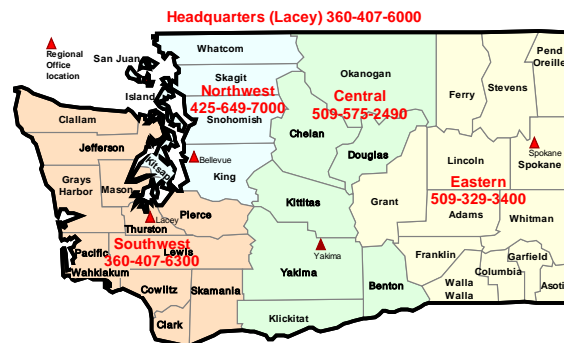 Headquarters (Lacey) 360-407-6000
Regional
Office
location
San Juan
Whatcom
Skagit
Island
Northwest
425-649-7000
Snohomish
Okanogan
Central
509-575-2490
Chelan
Douglas
Ferry
Stevens
Pend
Oreille
Clallam
Jefferson
Kitsap
Bellevue
King
Grays
Harbor
Mason
Lacey
Thurston
Pierce
Kittitas
Grant
Lincoln
Spokane
Spokane
Eastern
509-329-3400
Adams
Whitman
Southwest
360-407-6300
Pacific
Lewis
Wahkiakum
Cowlitz
Skamania
Clark
Yakima
Yakima
Klickitat
Benton
Franklin
Walla
Walla
Columbia
Garfield
Asoti